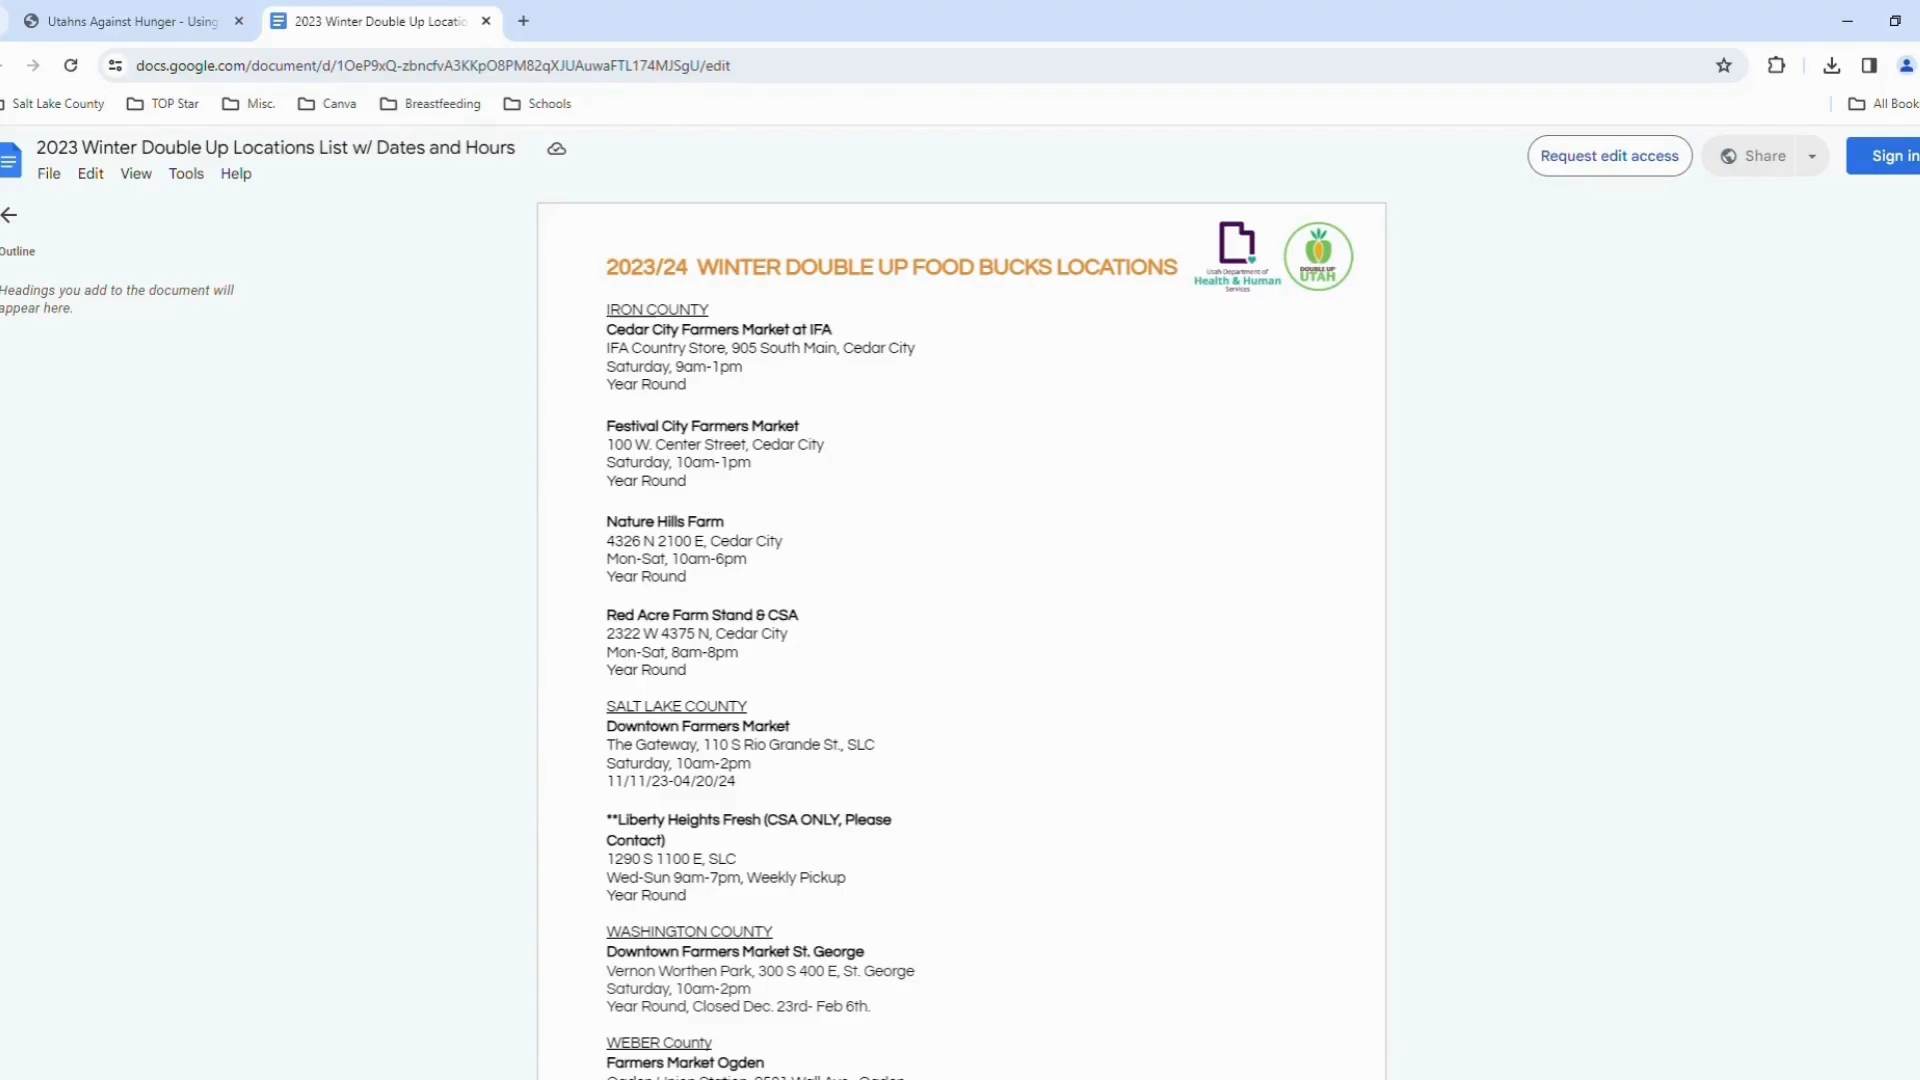 Utahns Against Hunger - Using
2023 Winter Double Up Locatio
docs.google.com/document/d/1OeP9xQ-zbncfvA3KKpO8PM82qXJUAuwaFTL174MJSgU/edit
Salt Lake County
TOP Star
Misc.
Canva
Breastfeeding
Schools
All Book
2023 Winter Double Up Locations List w/ Dates and Hours
File Edit View Tools Help
Request edit access
Share
Sign in
Outline
Headings you add to the document will
appear here.
2023/24 WINTER DOUBLE UP FOOD BUCKS LOCATIONS
Utah Department of
Health & Human
Services
DOUBLE UP
UTAH
IRON COUNTY
Cedar City Farmers Market at IFA
IFA Country Store, 905 South Main, Cedar City
Saturday, 9am-1pm
Year Round
Festival City Farmers Market
100 W. Center Street, Cedar City
Saturday, 10am-1pm
Year Round
Nature Hills Farm
4326 N 2100 E, Cedar City
Mon-Sat, 10am-6pm
Year Round
Red Acre Farm Stand & CSA
2322 W 4375 N, Cedar City
Mon-Sat, 8am-8pm
Year Round
SALT LAKE COUNTY
Downtown Farmers Market
The Gateway, 110 S Rio Grande St., SLC
Saturday, 10am-2pm
11/11/23-04/20/24
**Liberty Heights Fresh (CSA ONLY, Please
Contact)
1290 S 1100 E, SLC
Wed-Sun 9am-7pm, Weekly Pickup
Year Round
WASHINGTON COUNTY
Downtown Farmers Market St. George
Vernon Worthen Park, 300 S 400 E, St. George
Saturday, 10am-2pm
Year Round, Closed Dec. 23rd- Feb 6th.
WEBER County
Farmers Market Ogden